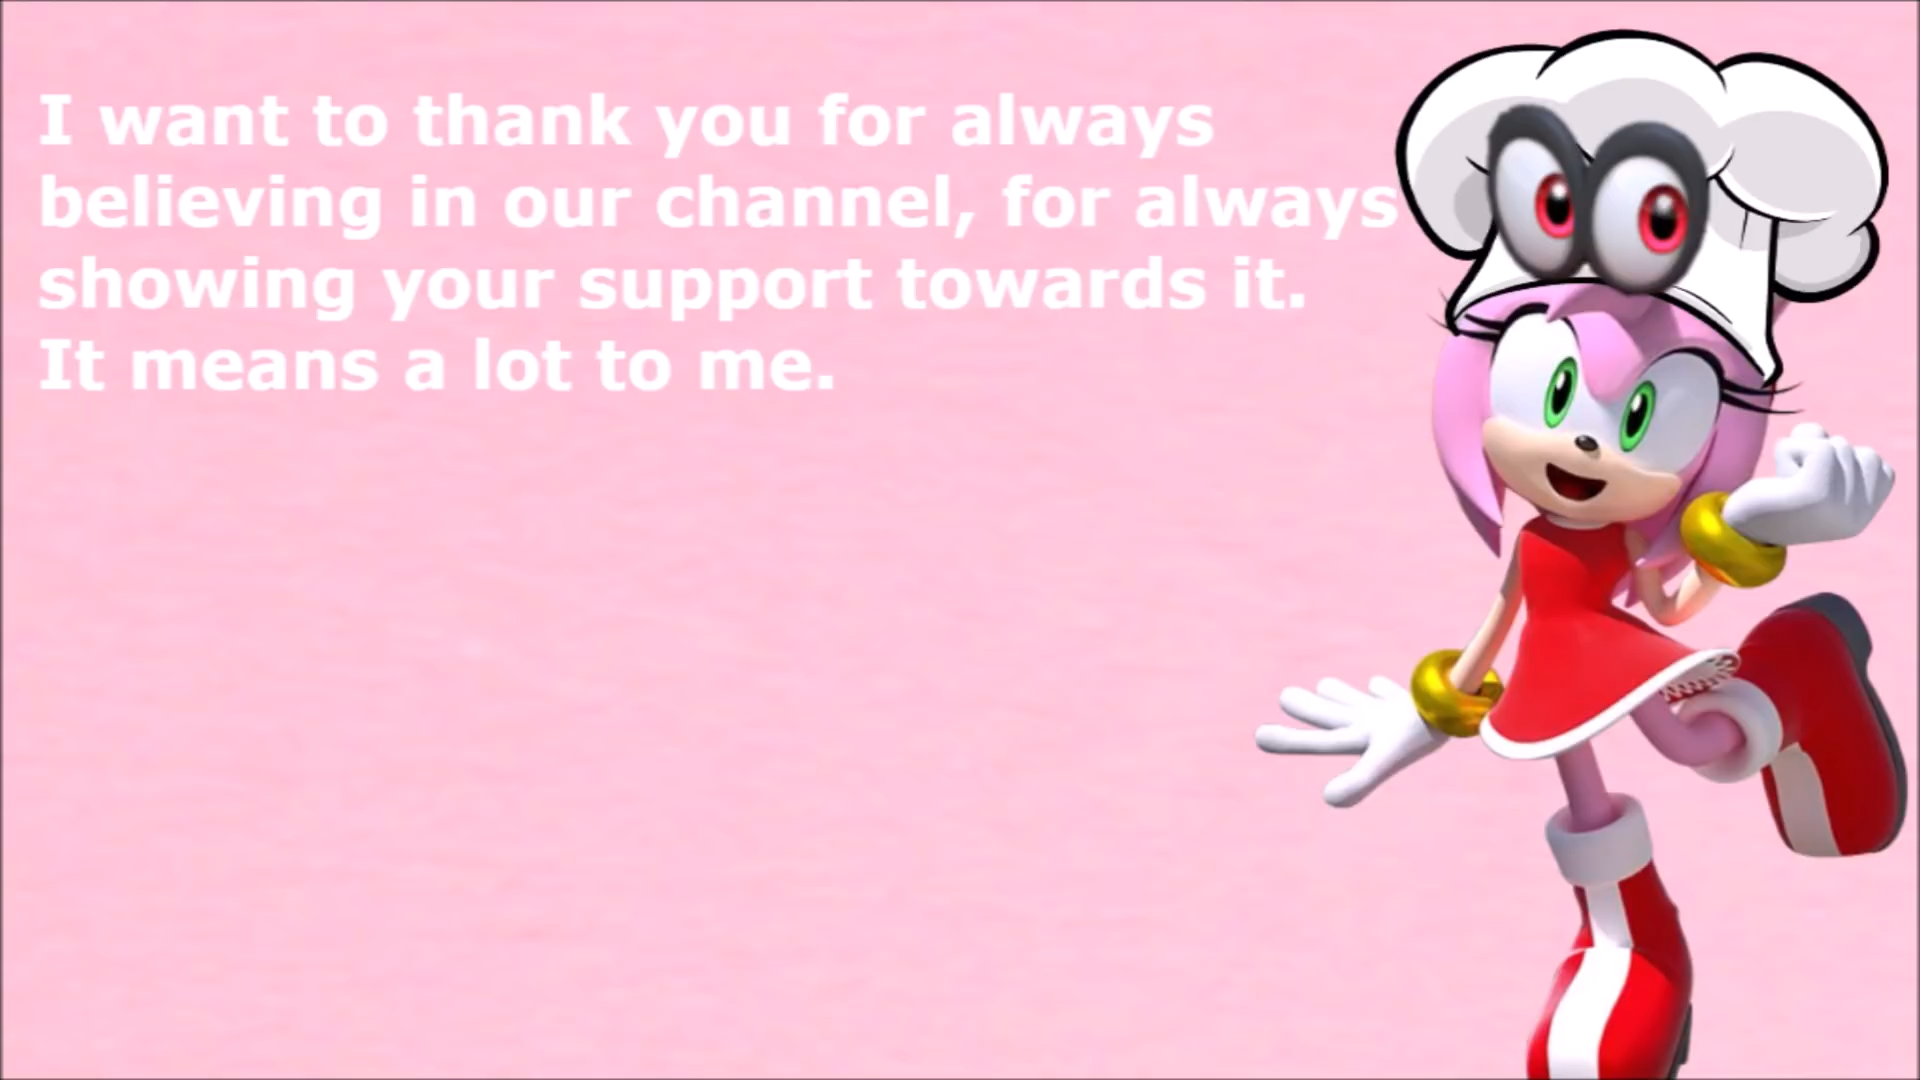 I want to thank you for always
believing in our channel, for always
showing your support towards it.
It means a lot to me.